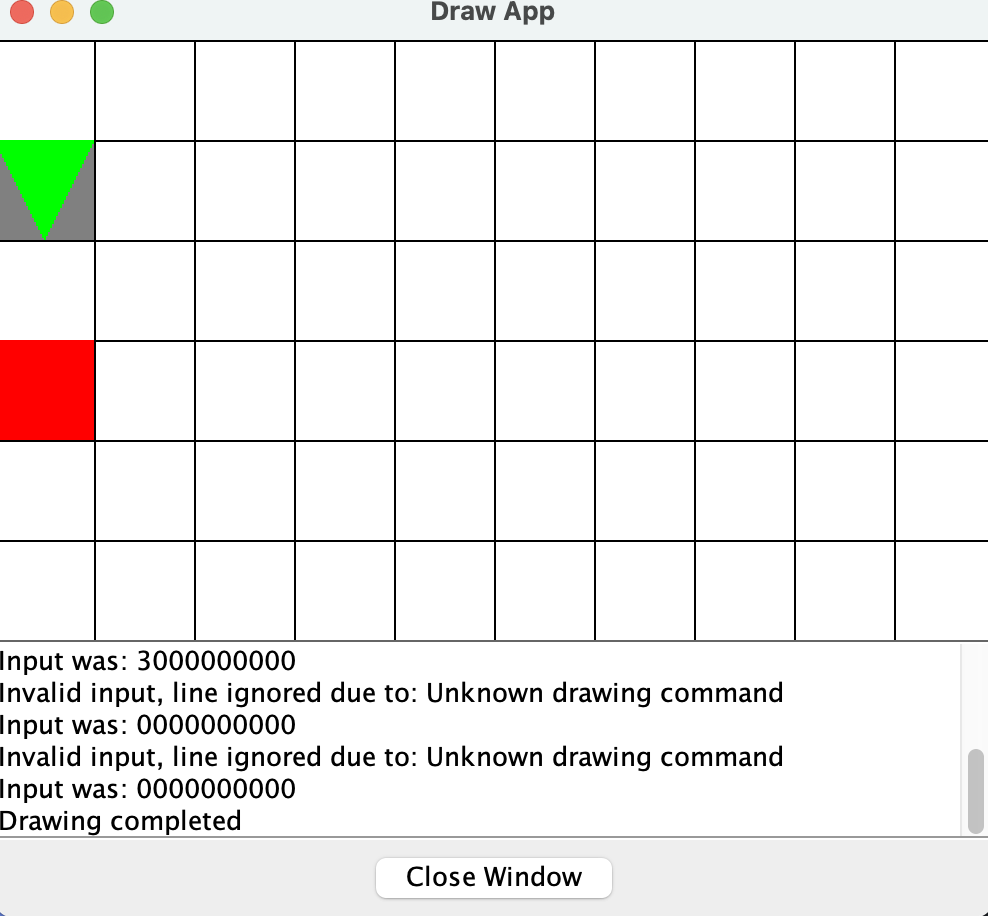 Draw App
Input was: 3000000000
Invalid input, line ignored due to: Unknown drawing command
Input was: 0000000000
Invalid input, line ignored due to: Unknown drawing command
Input was: 0000000000
Drawing completed
Close Window